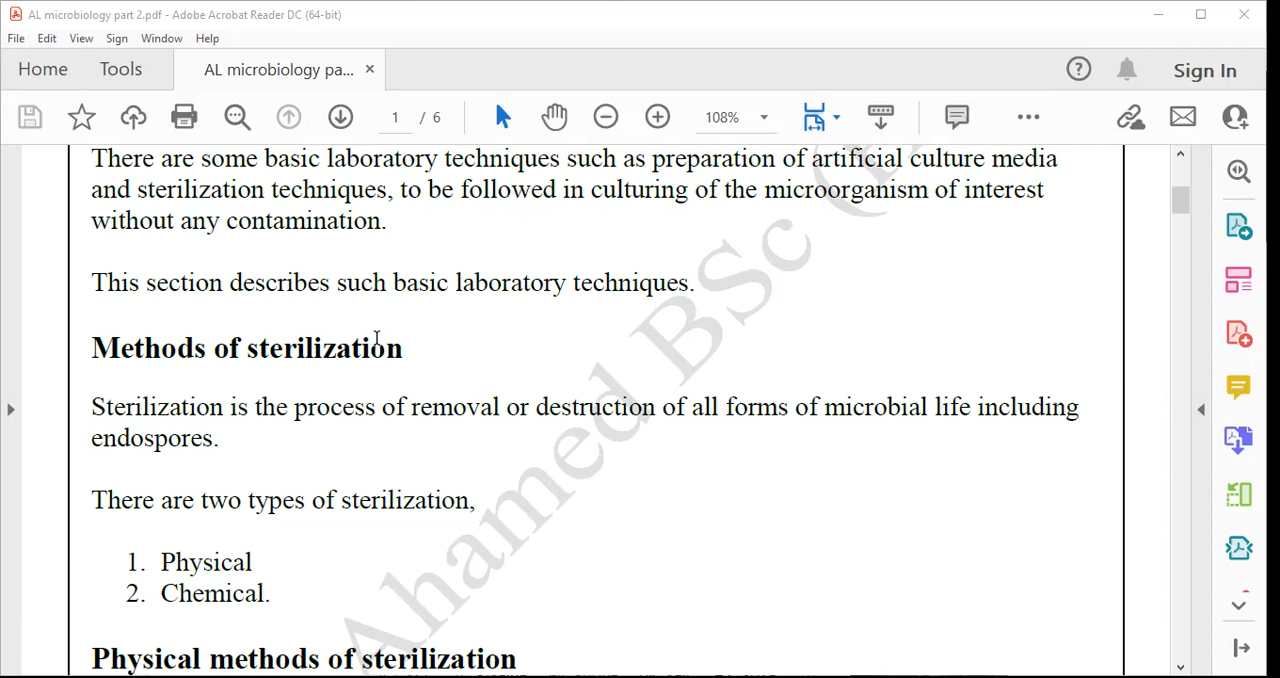 AL microbiology part 2.pdf - Adobe Acrobat Reader DC (64-bit)
File Edit View Sign Window Help
Home Tools AL microbiology pa... × Sign In
1 / 6 108%
There are some basic laboratory techniques such as preparation of artificial culture media
and sterilization techniques, to be followed in culturing of the microorganism of interest
without any contamination.
This section describes such basic laboratory techniques.
Methods of sterilization
Sterilization is the process of removal or destruction of all forms of microbial life including
endospores.
There are two types of sterilization,
1. Physical
2. Chemical.
Physical methods of sterilization
Ahamed BSc